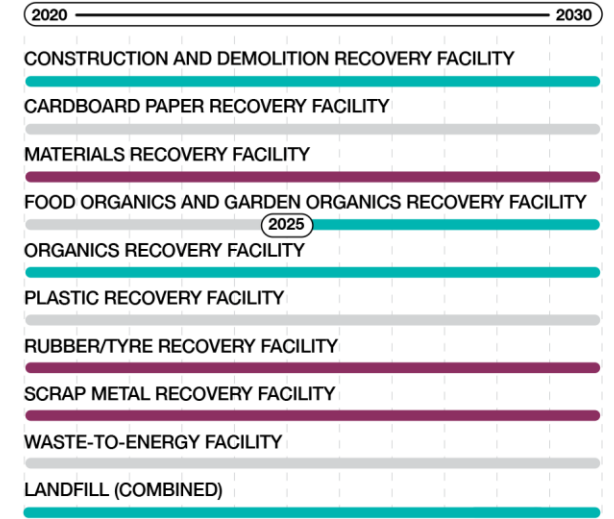 2020 2030
CONSTRUCTION AND DEMOLITION RECOVERY FACILITY
CARDBOARD PAPER RECOVERY FACILITY
MATERIALS RECOVERY FACILITY
FOOD ORGANICS AND GARDEN ORGANICS RECOVERY FACILITY
2025
ORGANICS RECOVERY FACILITY
PLASTIC RECOVERY FACILITY
RUBBER/TYRE RECOVERY FACILITY
SCRAP METAL RECOVERY FACILITY
WASTE-TO-ENERGY FACILITY
LANDFILL (COMBINED)